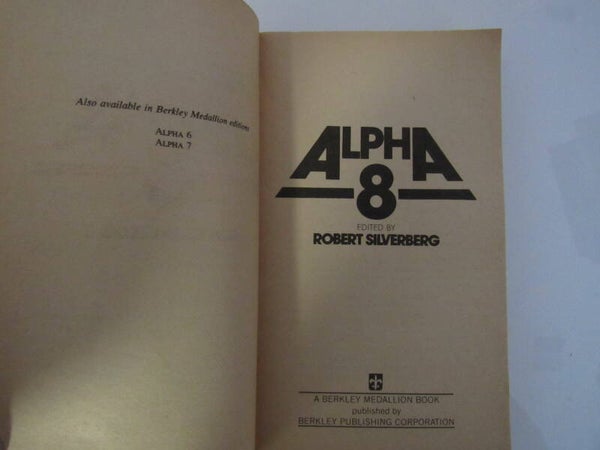 Also available in Berkley Medallion editions
ALPHA 6
ALPHA 7
ALPHA
8
EDITED BY
ROBERT SILVERBERG
A BERKLEY MEDALLION BOOK
published by
BERKLEY PUBLISHING CORPORATION